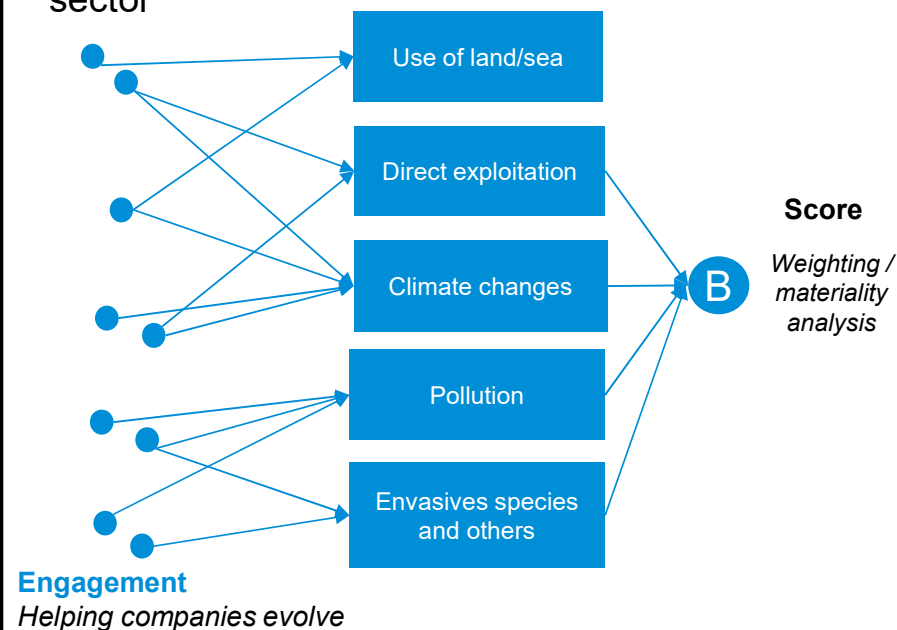 sector
Use of land/sea
Direct exploitation
Score
Climate changes
B
Weighting /
materiality
analysis
Pollution
Envasives species
and others
Engagement
Helping companies evolve